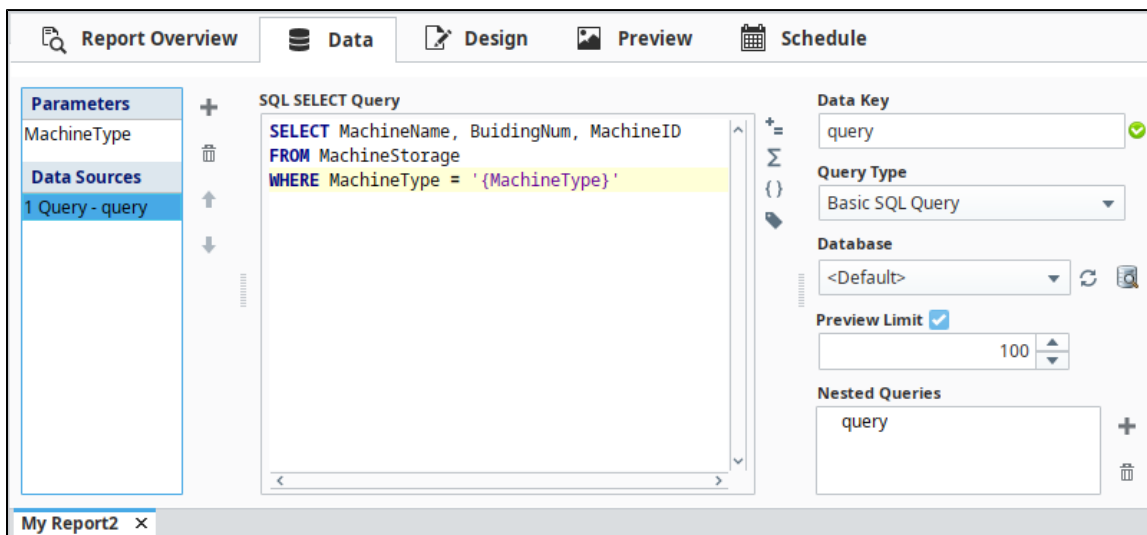 Report Overview Data Design Preview Schedule
Parameters
MachineType
Data Sources
1 Query - query
SQL SELECT Query
SELECT MachineName, BuidingNum, MachineID
FROM MachineStorage
WHERE MachineType = '{MachineType}'
Data Key
query
Query Type
Basic SQL Query
Database
<Default>
Preview Limit
100
Nested Queries
query
My Report2 ×